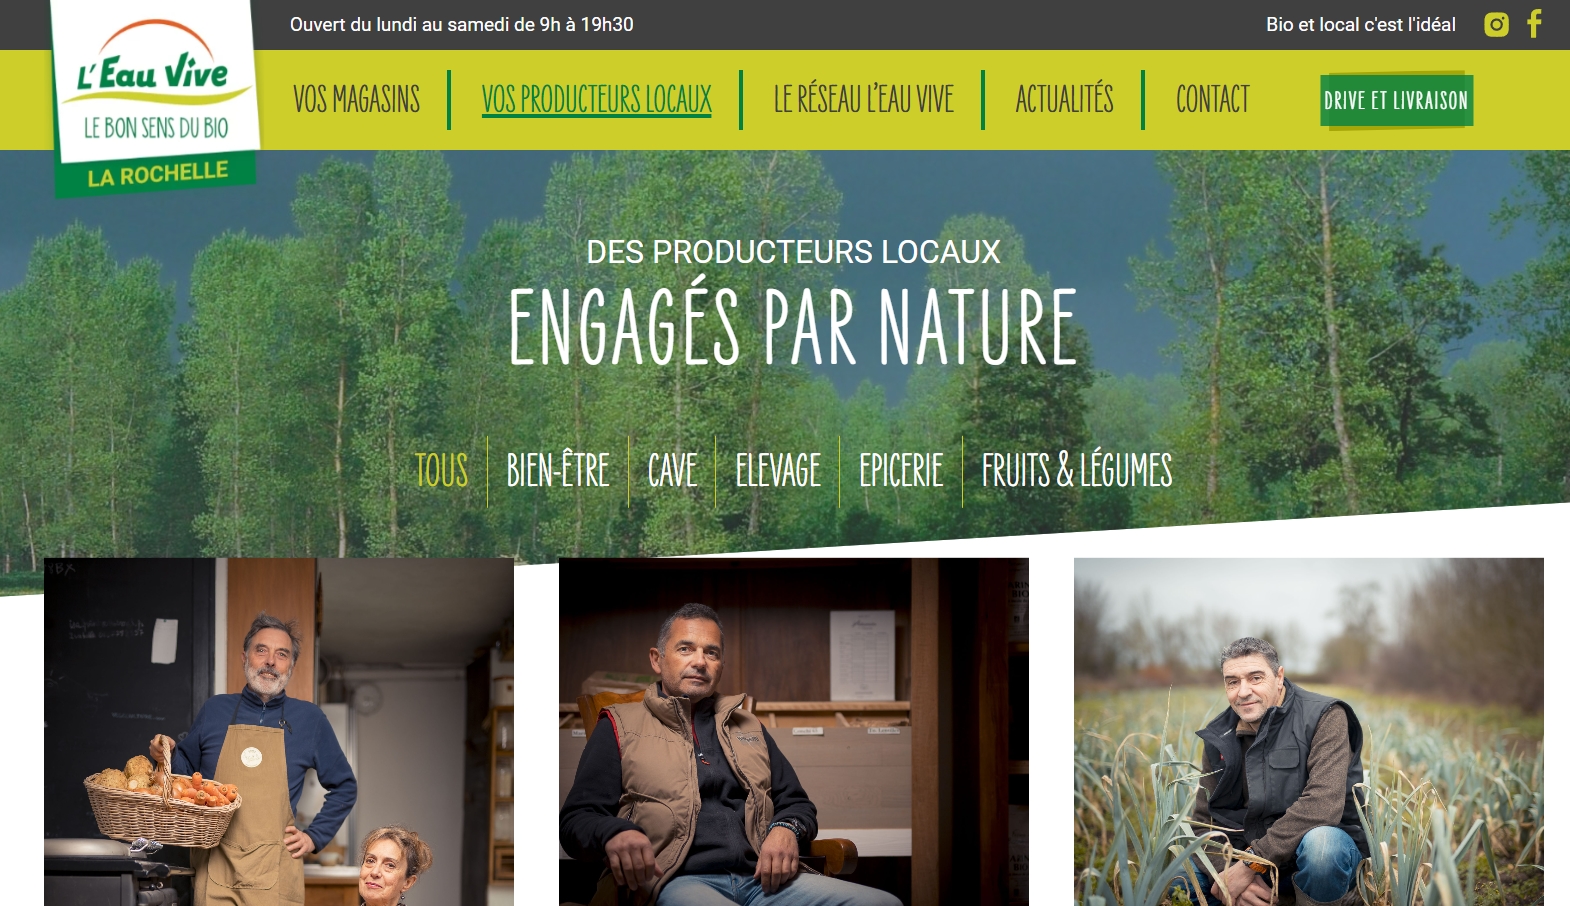 Ouvert du lundi au samedi de 9h à 19h30
Bio et local c'est l'idéal
L'Eau Vive
LE BON SENS DU BIO
LA ROCHELLE
VOS MAGASINS
VOS PRODUCTEURS LOCAUX
LE RÉSEAU L'EAU VIVE
ACTUALITÉS
CONTACT
DRIVE ET LIVRAISON
DES PRODUCTEURS LOCAUX
ENGAGÉS PAR NATURE
TOUS
BIEN-ÊTRE
CAVE
ELEVAGE
EPICERIE
FRUITS & LÉGUMES